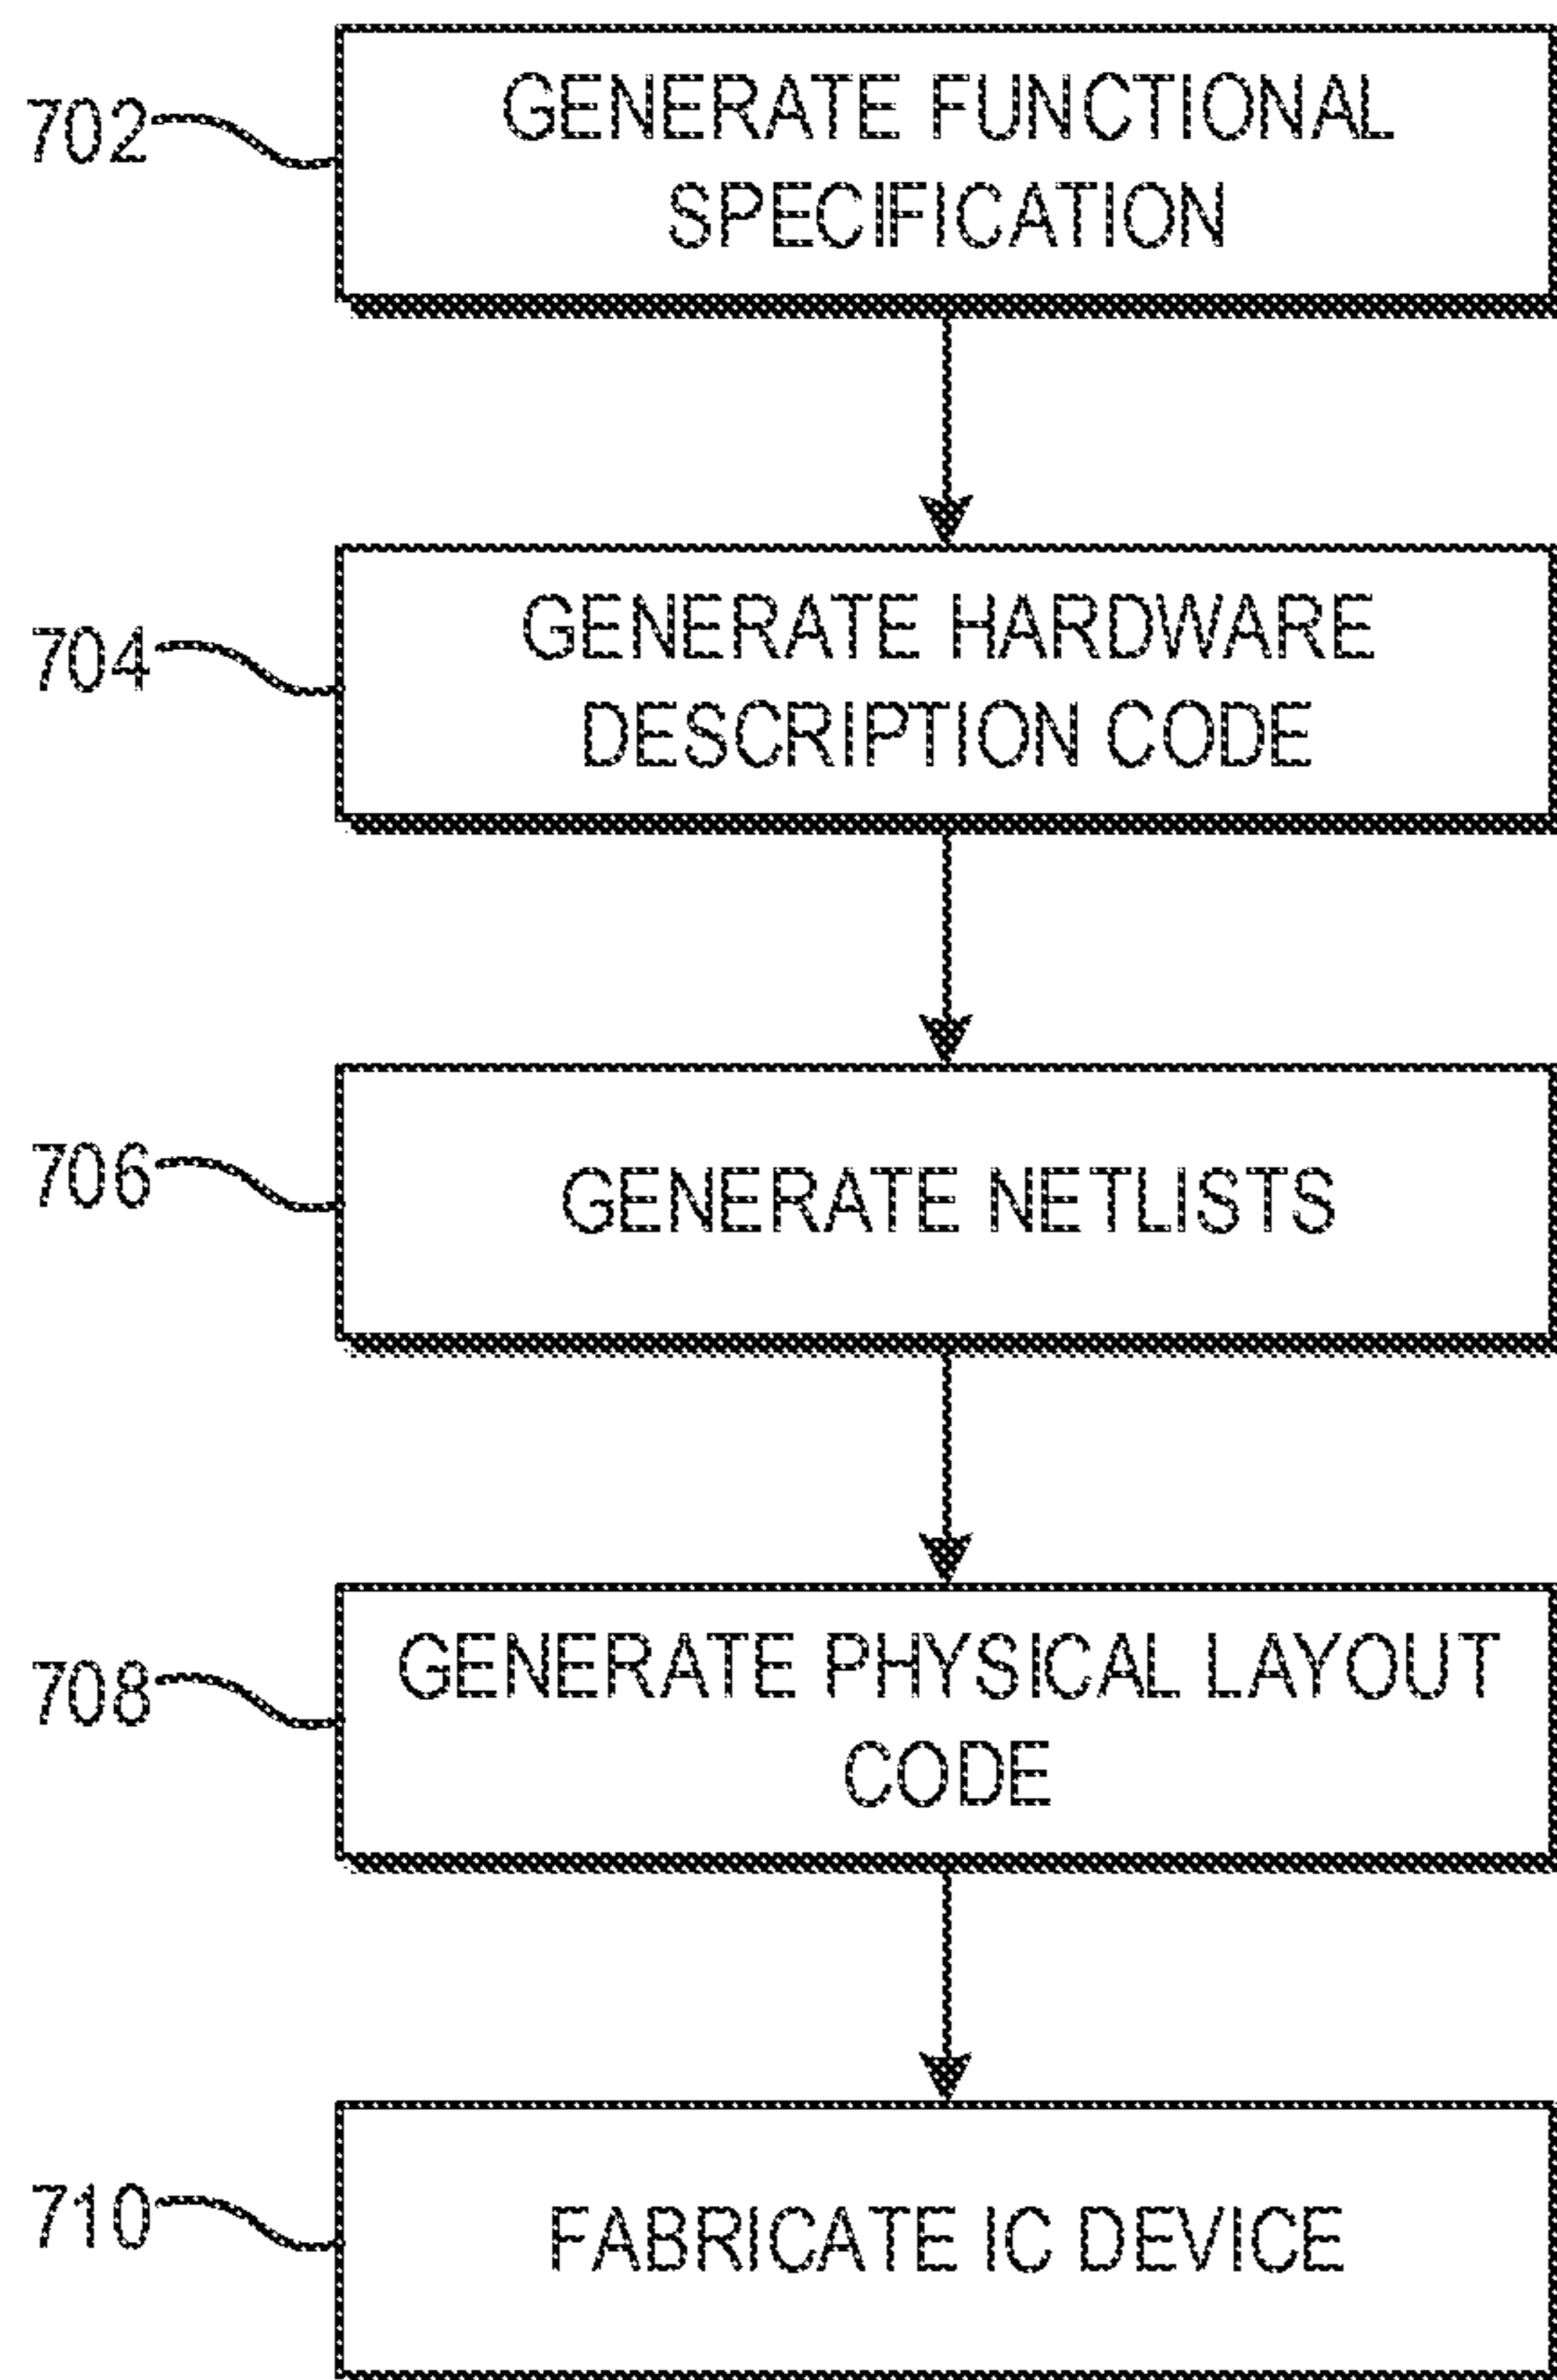 702
GENERATE FUNCTIONAL
SPECIFICATION
704
GENERATE HARDWARE
DESCRIPTION CODE
706
GENERATE NETLISTS
708
GENERATE PHYSICAL LAYOUT
CODE
710
FABRICATE IC DEVICE